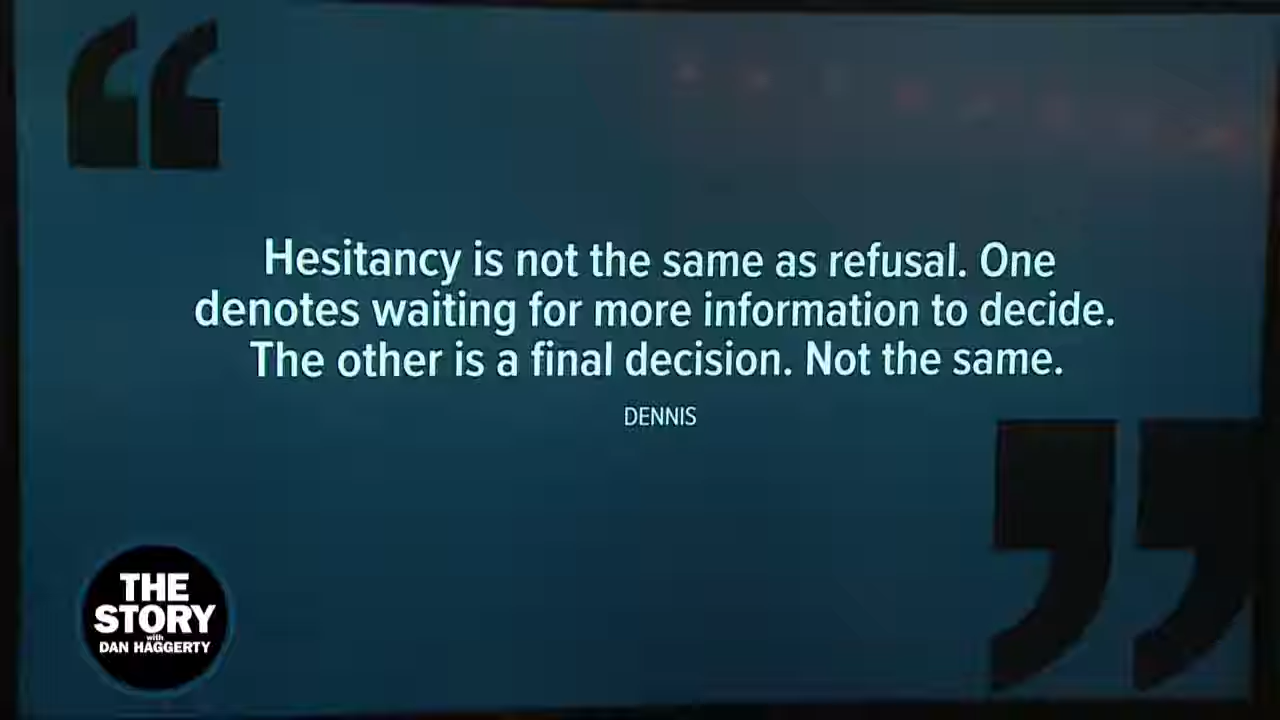 Hesitancy is not the same as refusal. One
denotes waiting for more information to decide.
The other is a final decision. Not the same.
DENNIS
THE
STORY
with
DAN HAGGERTY